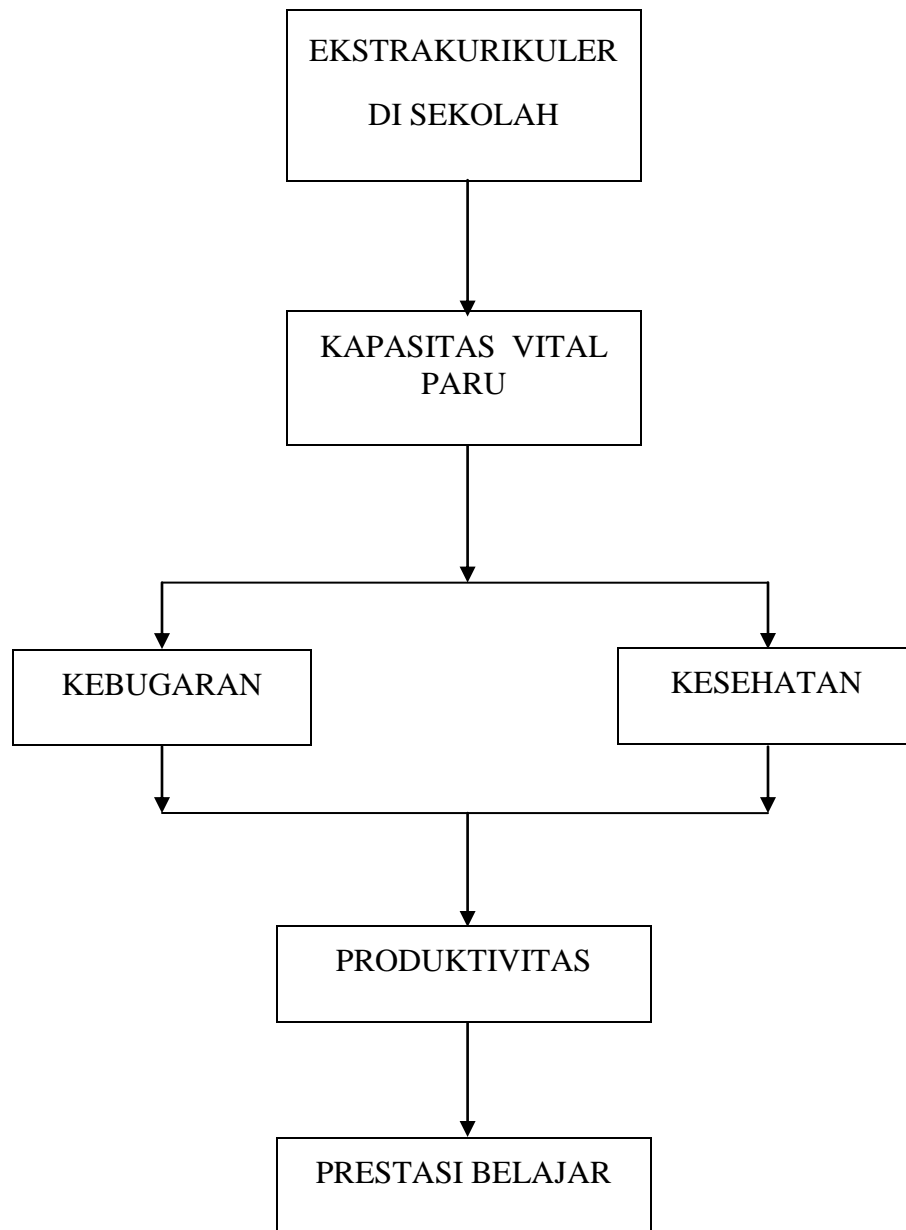 EKSTRAKURIKULER
DI SEKOLAH
KAPASITAS VITAL
PARU
KEBUGARAN
KESEHATAN
PRODUKTIVITAS
PRESTASI BELAJAR